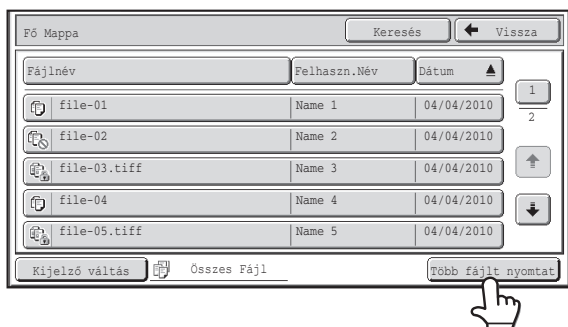 Fő Mappa Keresés Vissza
Fájlnév Felhaszn.Név Dátum
1
2
file-01 Name 1 04/04/2010
file-02 Name 2 04/04/2010
file-03.tiff Name 3 04/04/2010
file-04 Name 4 04/04/2010
file-05.tiff Name 5 04/04/2010
Kijelző váltás Összes Fájl Több fájlt nyomtat